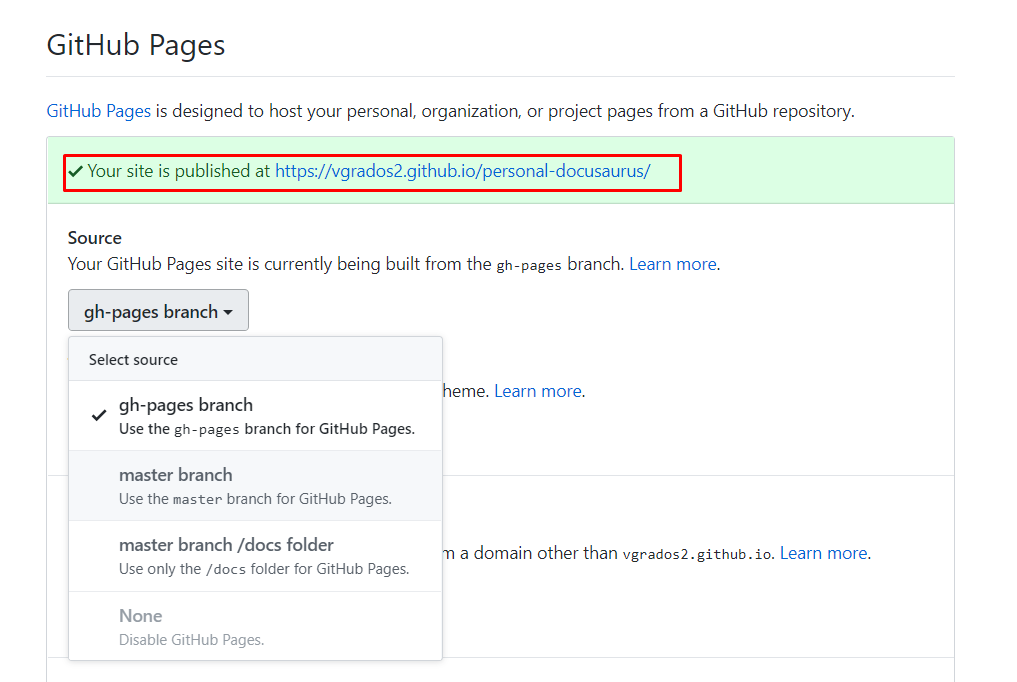 GitHub Pages
GitHub Pages is designed to host your personal, organization, or project pages from a GitHub repository.
Your site is published at https://vgrados2.github.io/personal-docusaurus/
Source
Your GitHub Pages site is currently being built from the gh-pages branch. Learn more.
gh-pages branch
Select source
heme. Learn more.
gh-pages branch
Use the gh-pages branch for GitHub Pages.
master branch
Use the master branch for GitHub Pages.
master branch /docs folder
m a domain other than vgrados2.github.io. Learn more.
Use only the /docs folder for GitHub Pages.
None
Disable GitHub Pages.